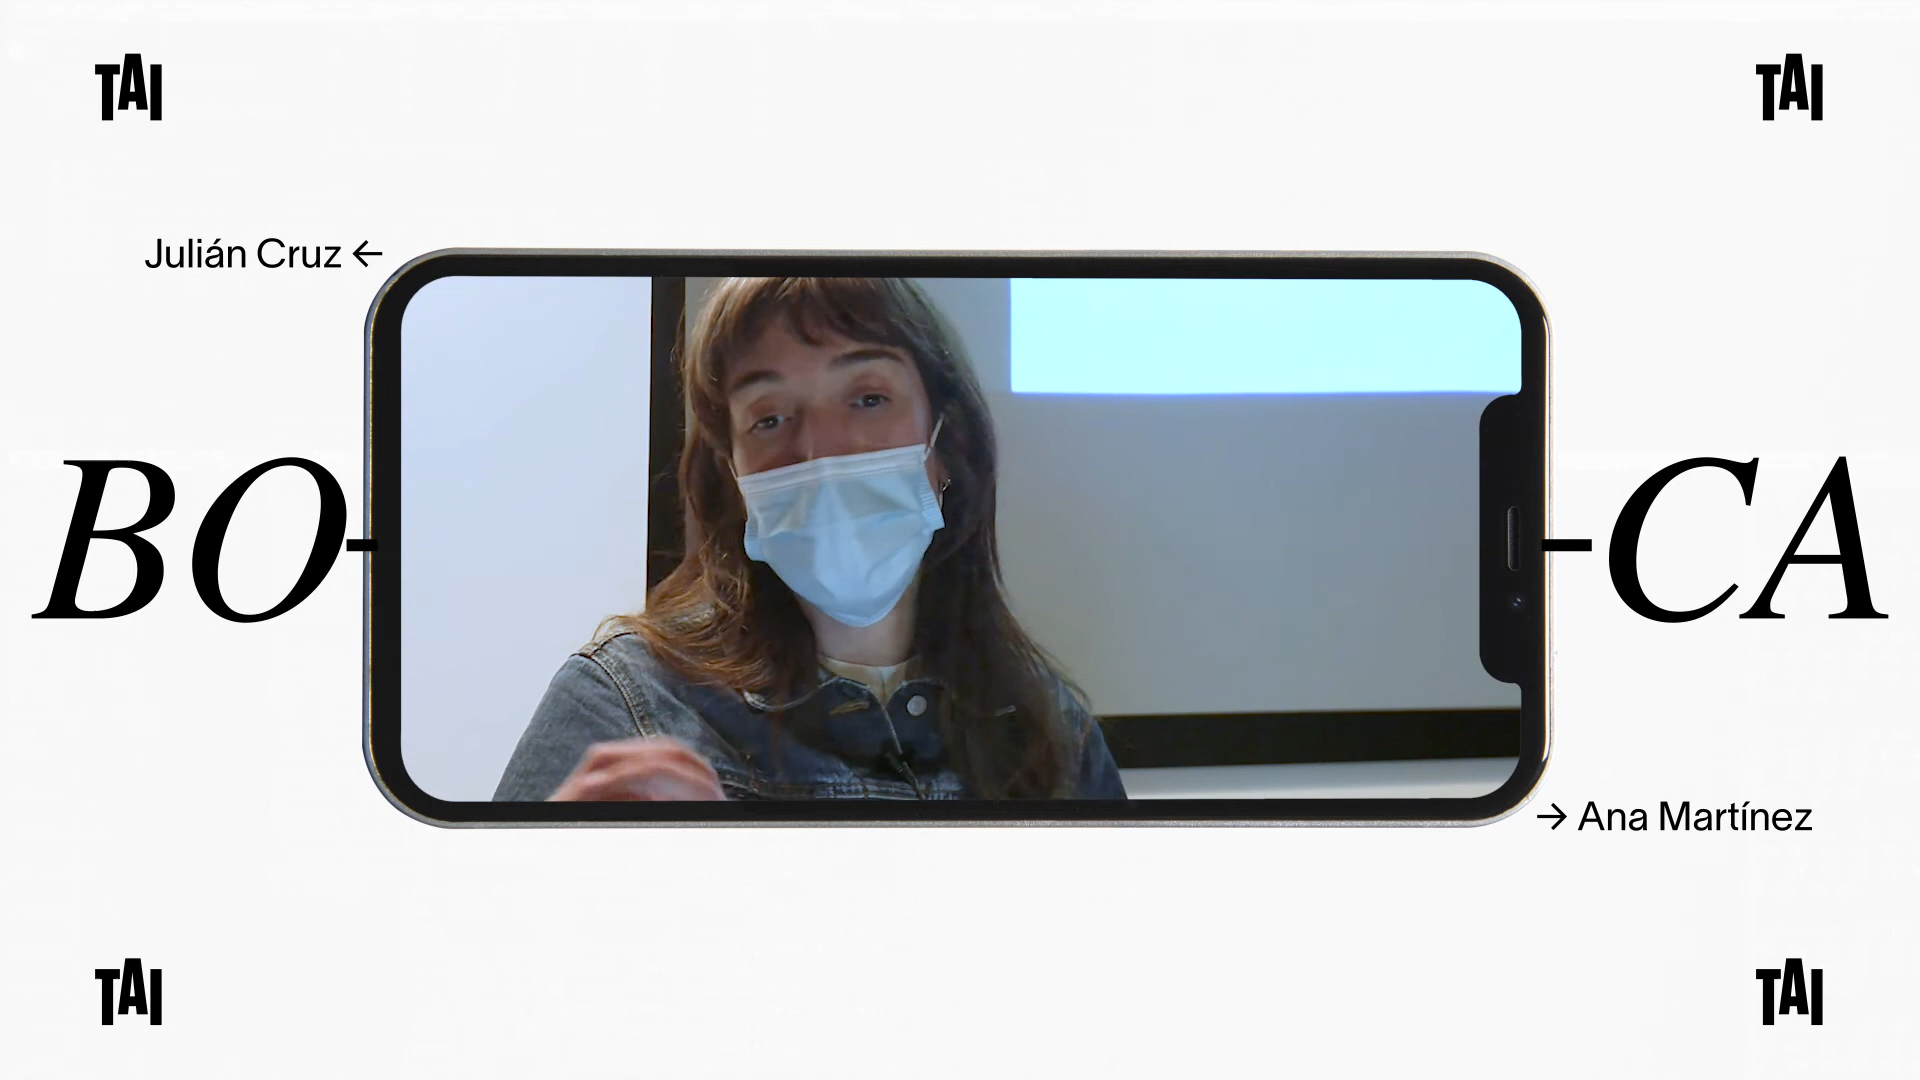 TAI
TAI
Julián Cruz ←
BO-
-CA
→ Ana Martínez
TAI
TAI